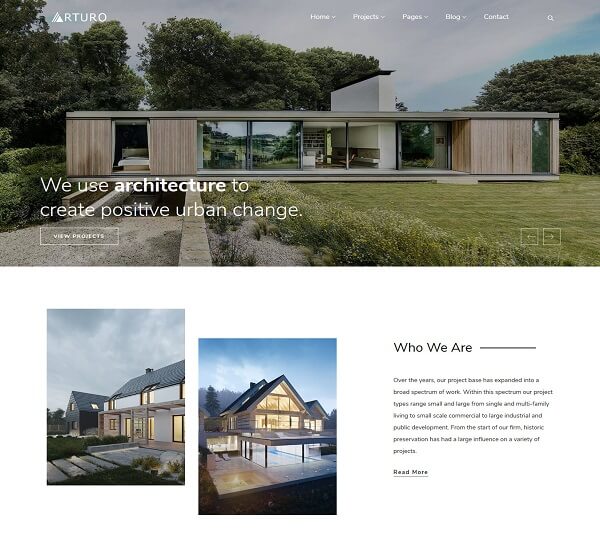 ARTURO
Home Projects Pages Blog Contact
We use architecture to
create positive urban change.
VIEW PROJECTS
Who We Are
Over the years, our project base has expanded into a
broad spectrum of work. Within this spectrum our project
types range small and large from single and multi-family
living to small scale commercial to large industrial and
public development. From the start of our firm, historic
preservation has had a large influence on a variety of
projects.
Read More